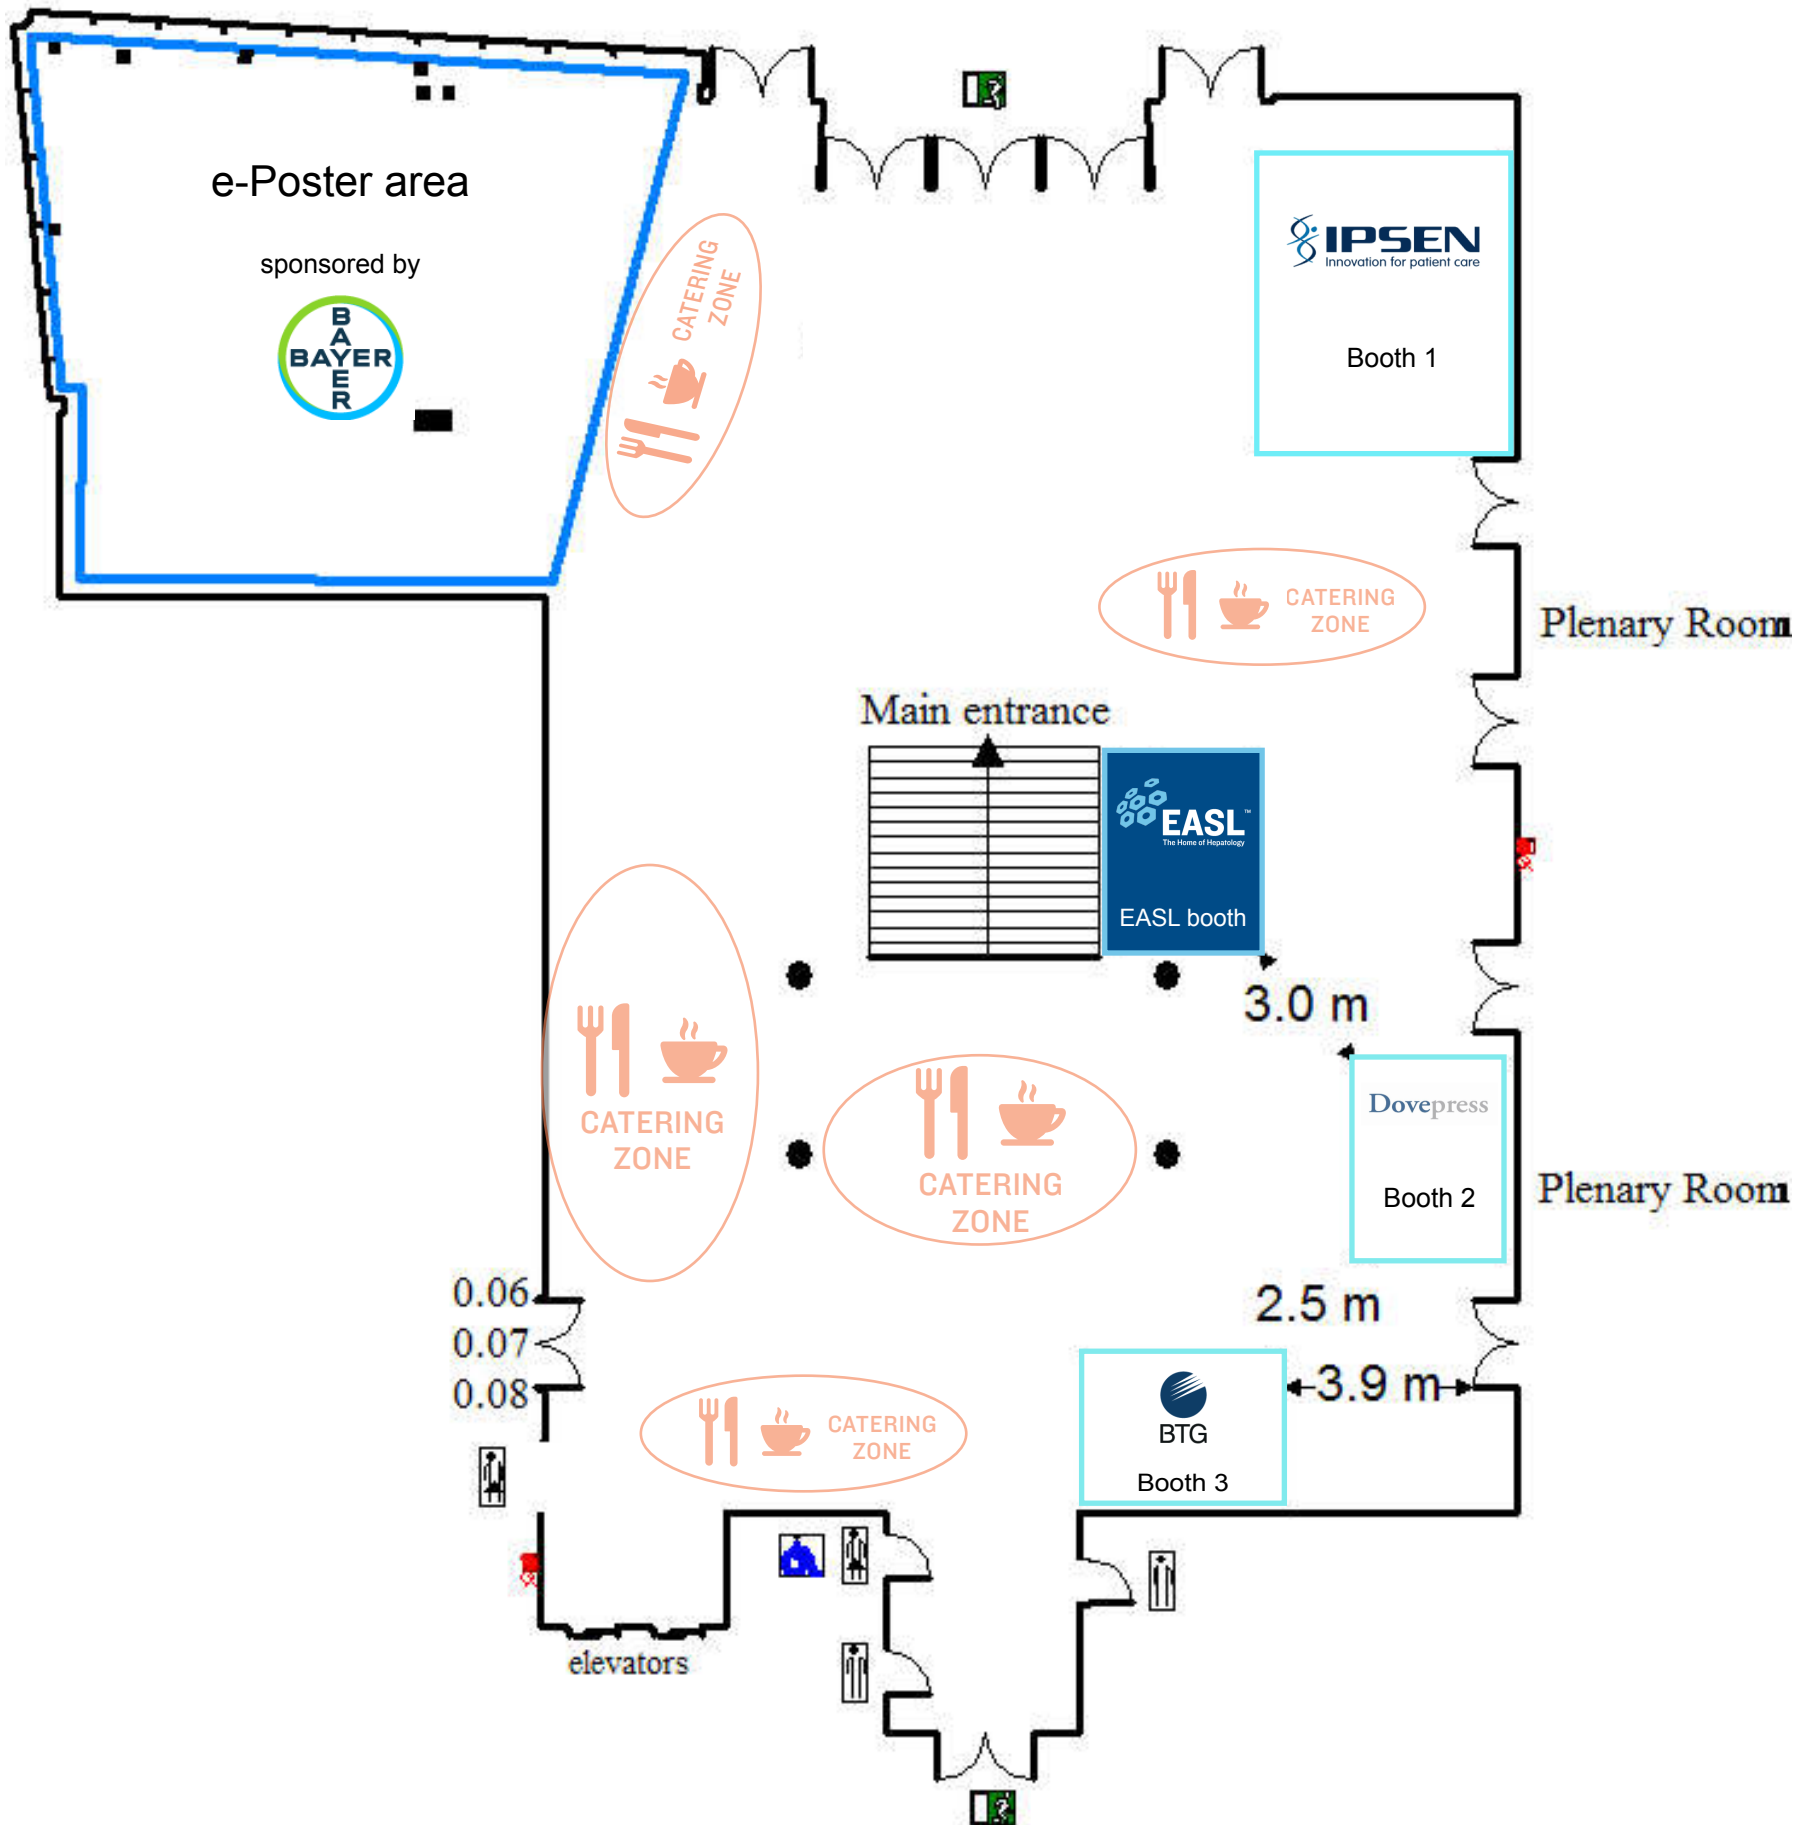 e-Poster area
sponsored by
BAYER
BAYER
CATERING
ZONE
IPSEN
Innovation for patient care
Booth 1
CATERING
ZONE
Plenary Room
Main entrance
EASL™
The Home of Hepatology
EASL booth
3.0 m
CATERING
ZONE
CATERING
ZONE
Dovepress
Booth 2
Plenary Room
0.06
0.07
0.08
2.5 m
3.9 m
CATERING
ZONE
BTG
Booth 3
elevators